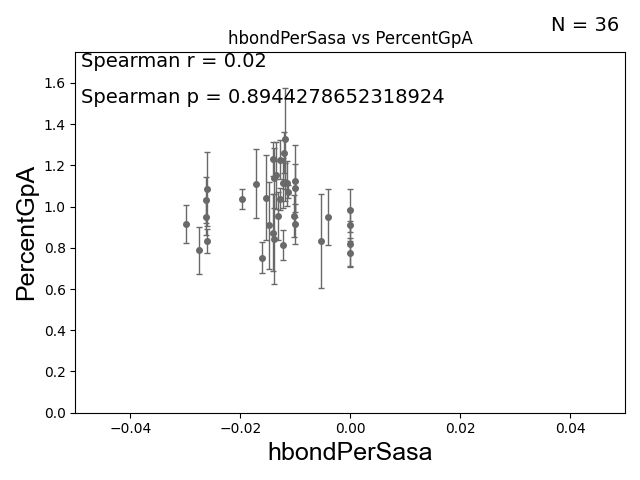 N = 36
hbondPerSasa vs PercentGpA
Spearman r = 0.02
Spearman p = 0.8944278652318924
PercentGpA
1.6
1.4
1.2
1.0
0.8
0.6
0.4
0.2
0.0
−0.04 −0.02 0.00 0.02 0.04
hbondPerSasa